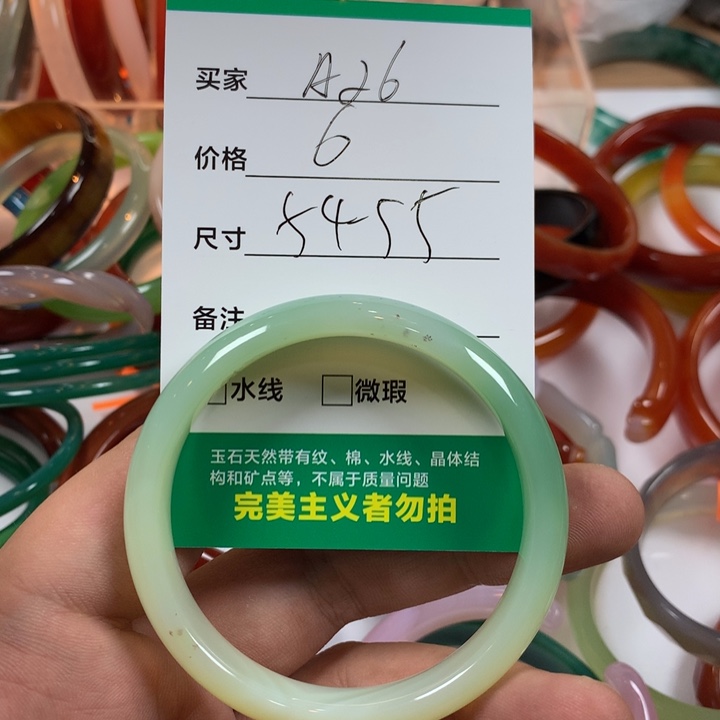 买家 A26
价格 6
尺寸 5455
备注
水线 微瑕
玉石天然带有纹、棉、水线、晶体结
构和矿点等，不属于质量问题
完美主义者勿拍